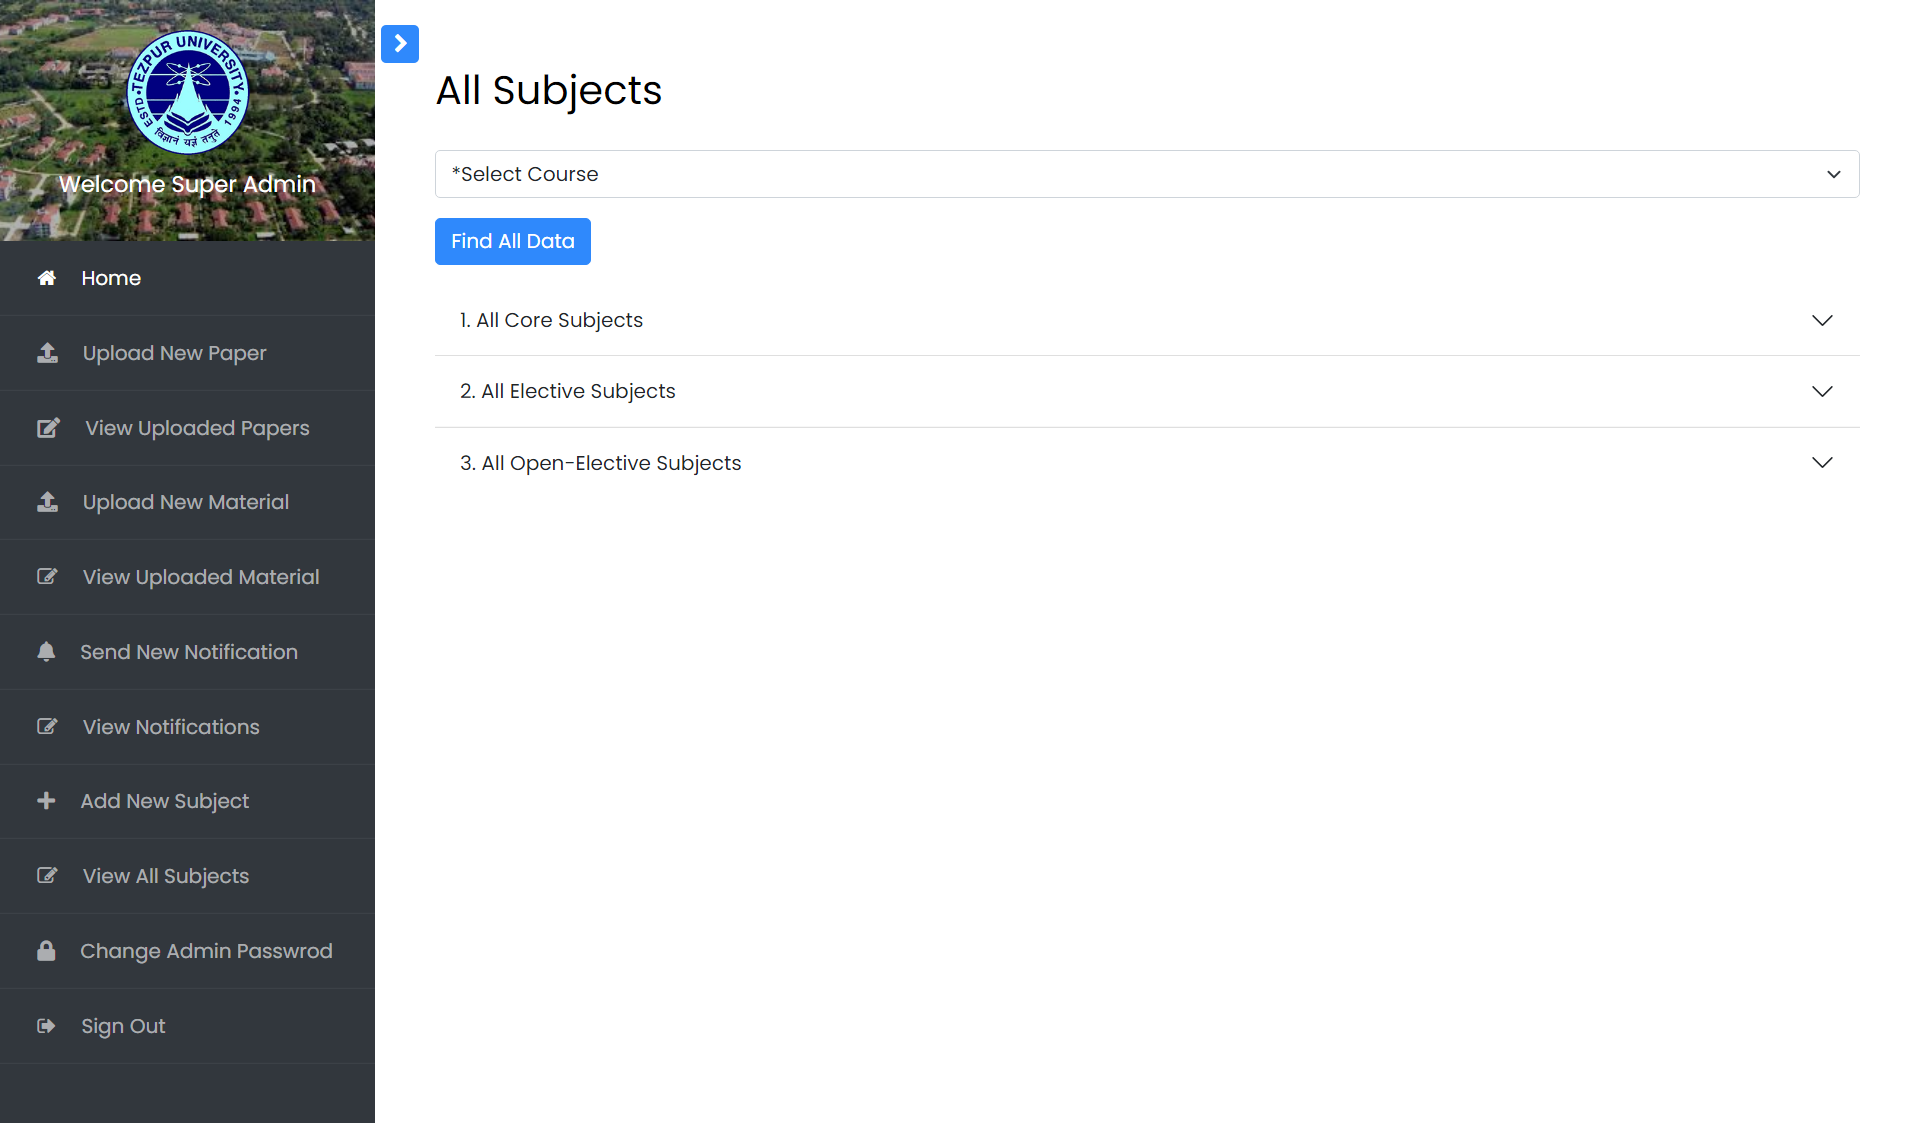 TEZPUR UNIVERSITY
ESTD 1994
विज्ञानं यज्ञं तनुते
Welcome Super Admin
Home
Upload New Paper
View Uploaded Papers
Upload New Material
View Uploaded Material
Send New Notification
View Notifications
Add New Subject
View All Subjects
Change Admin Passwrod
Sign Out
All Subjects
*Select Course
Find All Data
1. All Core Subjects
2. All Elective Subjects
3. All Open-Elective Subjects